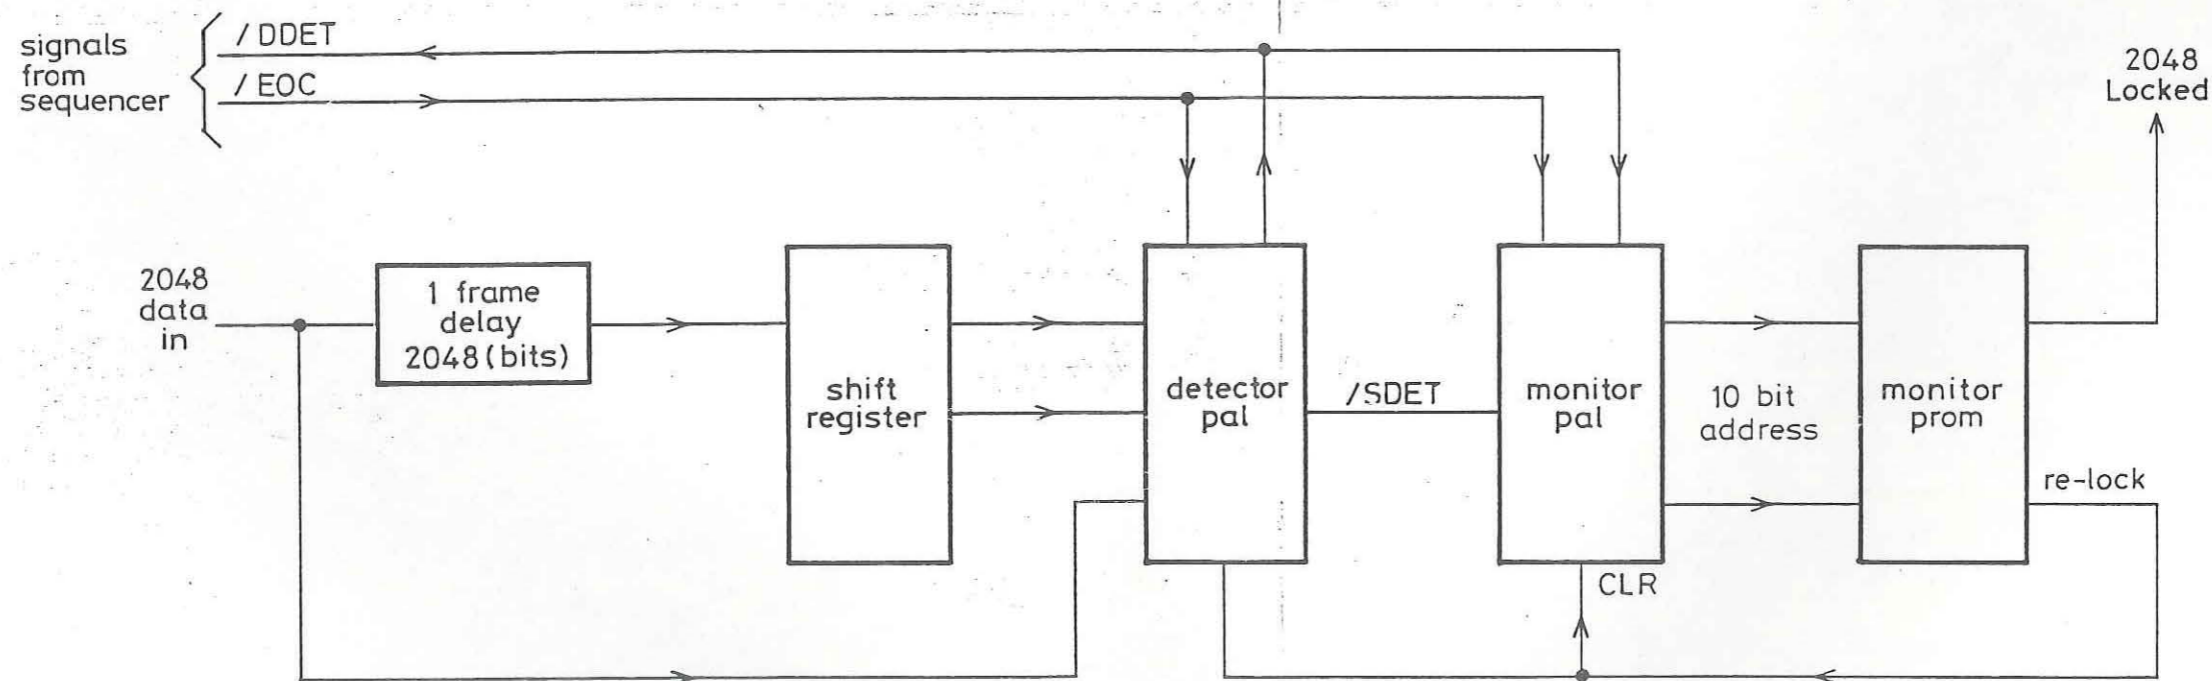 signals
from
sequencer
/ DDET
/ EOC
2048
Locked
2048
data
in
1 frame
delay
2048(bits)
shift
register
detector
pal
/SDET
monitor
pal
10 bit
address
monitor
prom
re-lock
CLR